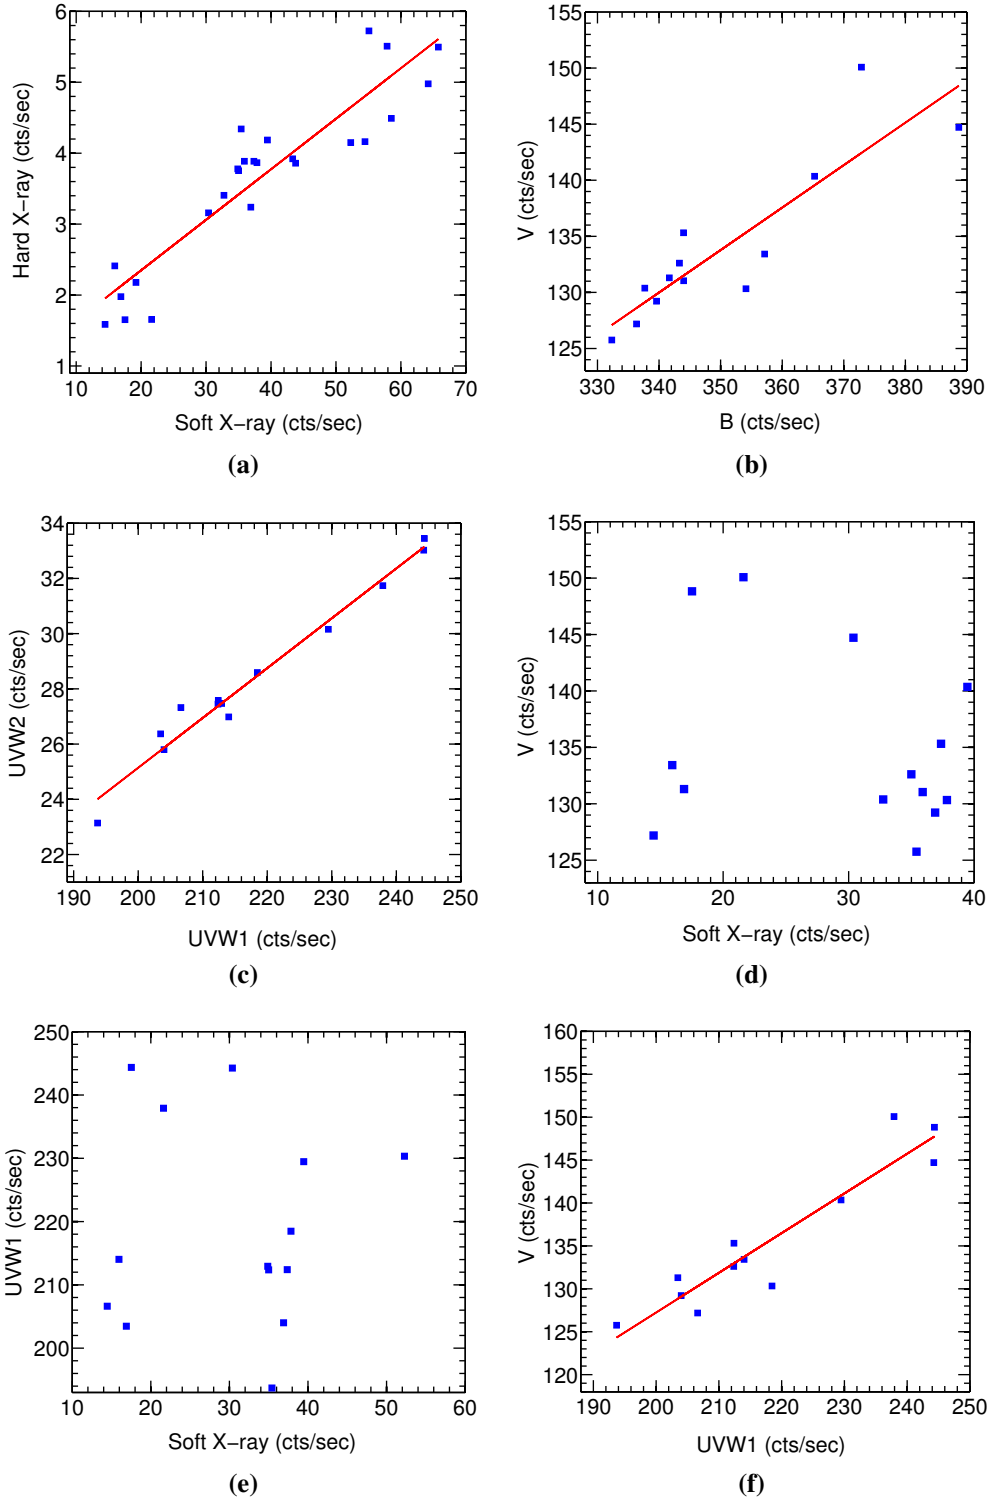 6
5
4
3
2
1
Hard X−ray (cts/sec)
10 20 30 40 50 60 70
Soft X−ray (cts/sec)
(a)
155
150
145
140
135
130
125
V (cts/sec)
330 340 350 360 370 380 390
B (cts/sec)
(b)
34
32
30
28
26
24
22
UVW2 (cts/sec)
190 200 210 220 230 240 250
UVW1 (cts/sec)
(c)
155
150
145
140
135
130
125
V (cts/sec)
10 20 30 40
Soft X−ray (cts/sec)
(d)
250
240
230
220
210
200
UVW1 (cts/sec)
10 20 30 40 50 60
Soft X−ray (cts/sec)
(e)
160
155
150
145
140
135
130
125
120
V (cts/sec)
190 200 210 220 230 240 250
UVW1 (cts/sec)
(f)